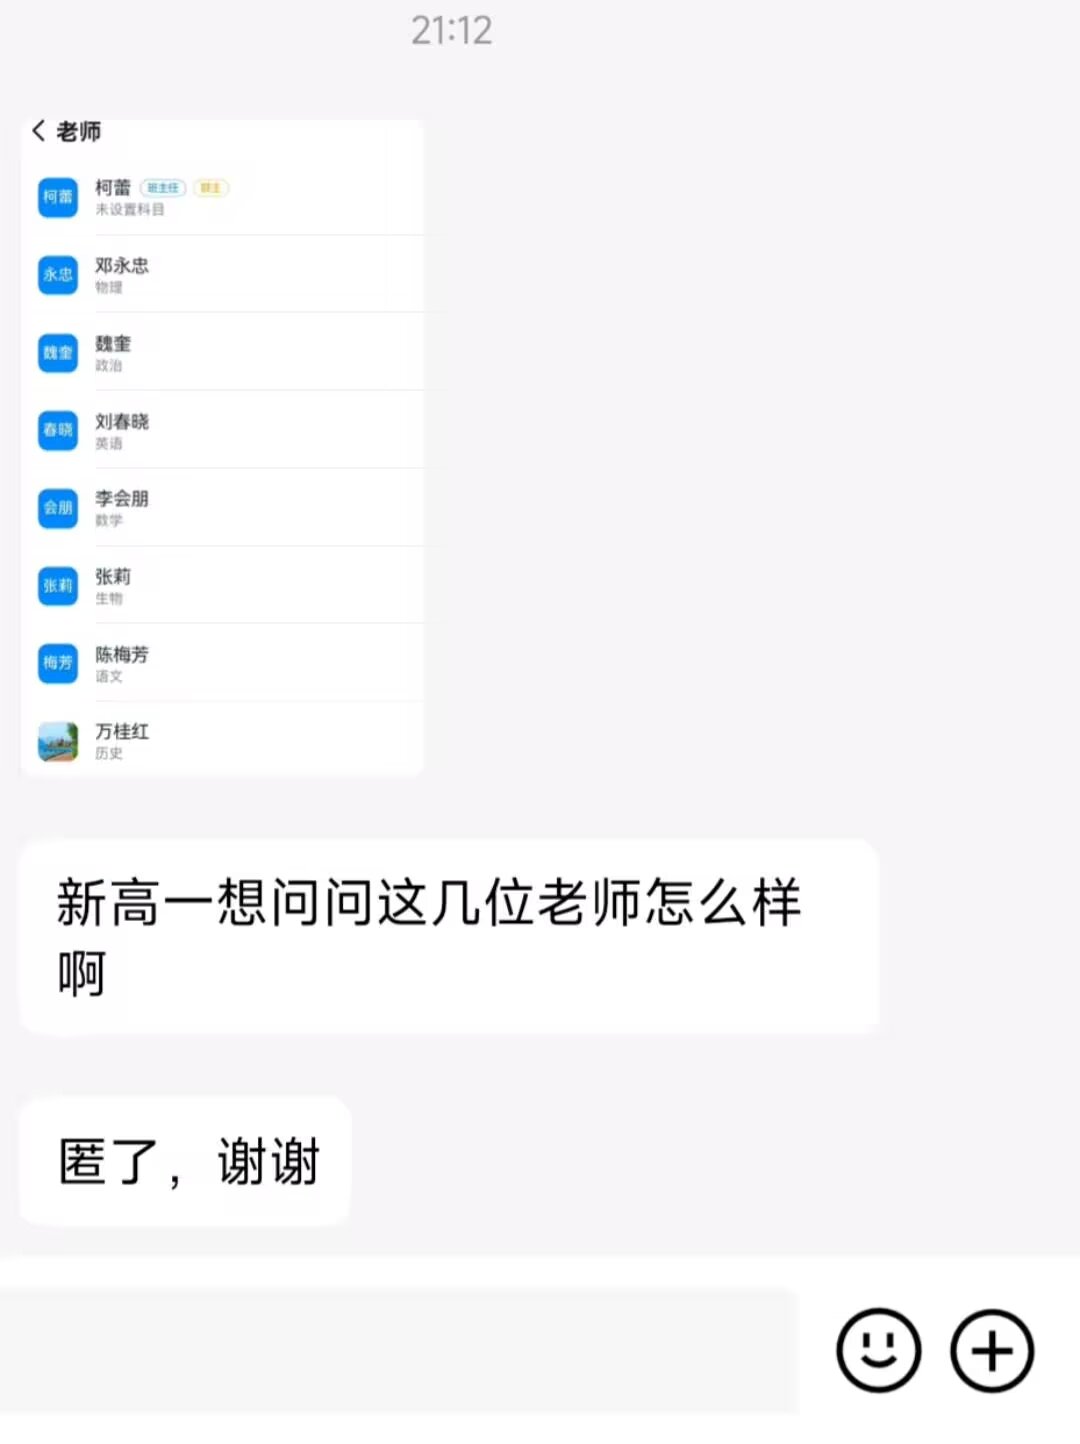 21:12
老师
柯蕾
柯蕾 班主任 群主
未设置科目
永忠
邓永忠
物理
魏奎
魏奎
政治
春晓
刘春晓
英语
会朋
李会朋
数学
张莉
张莉
生物
梅芳
陈梅芳
语文
万桂红
历史
新高一想问问这几位老师怎么样
啊
匿了，谢谢